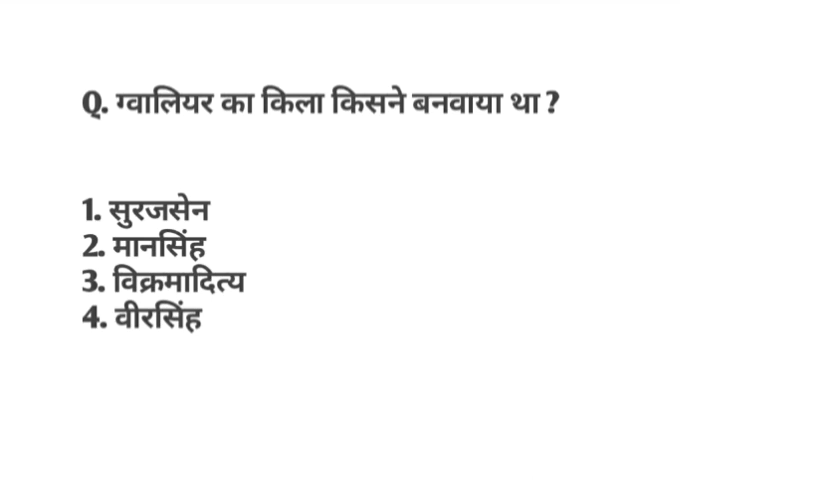 Q. ग्वालियर का किला किसने बनवाया था ?
1. सुरजसेन
2. मानसिंह
3. विक्रमादित्य
4. वीरसिंह